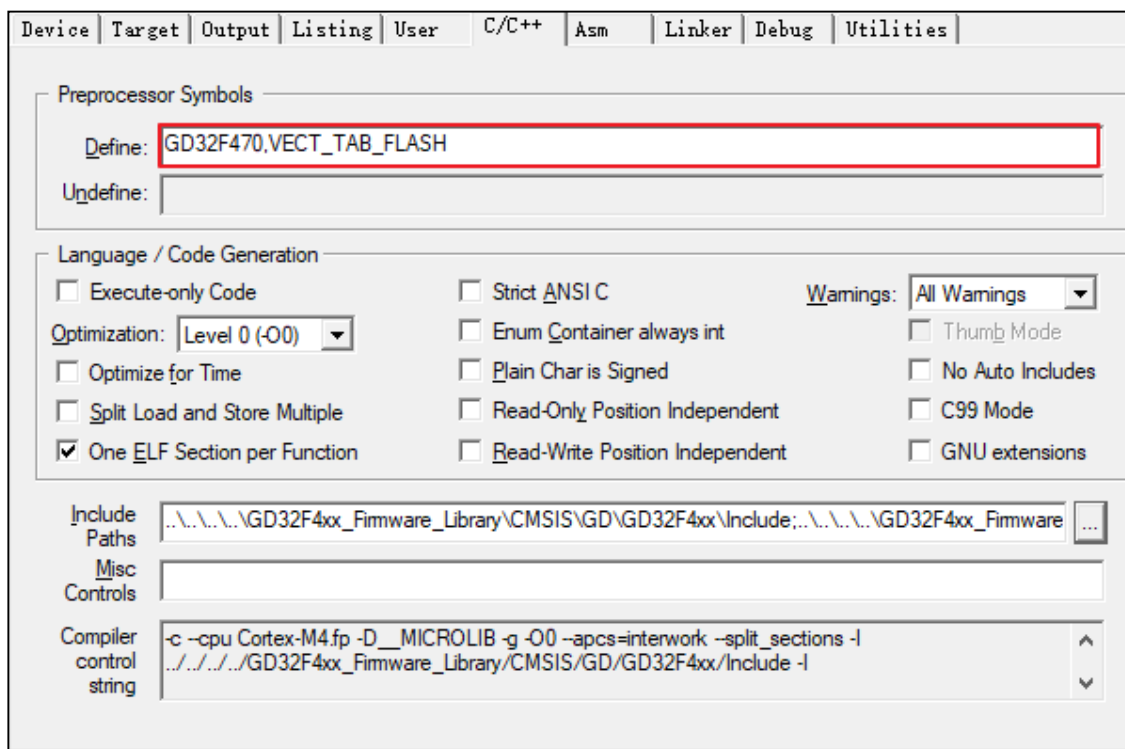 Device Target Output Listing User C/C++ Asm Linker Debug Utilities
Preprocessor Symbols
Define: GD32F470,VECT_TAB_FLASH
Undefine:
Language / Code Generation
Execute-only Code Strict ANSI C Warnings: All Warnings
Optimization: Level 0 (-O0) Enum Container always int Thumb Mode
Optimize for Time Plain Char is Signed No Auto Includes
Split Load and Store Multiple Read-Only Position Independent C99 Mode
One ELF Section per Function Read-Write Position Independent GNU extensions
Include
Paths
..\..\..\..\GD32F4xx_Firmware_Library\CMSIS\GD\GD32F4xx\Include;..\..\..\..\GD32F4xx_Firmware ...
Misc
Controls
Compiler
control
string
-c --cpu Cortex-M4.fp -D__MICROLIB -g -O0 --apcs=interwork --split_sections -I
../../../../GD32F4xx_Firmware_Library/CMSIS/GD/GD32F4xx/Include -I